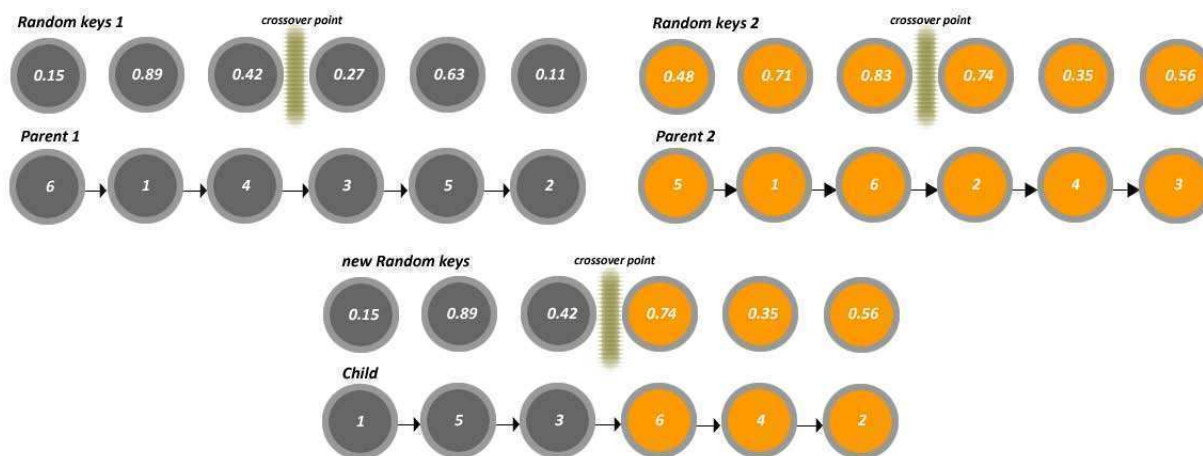 Random keys 1
crossover point
0.15 0.89 0.42 0.27 0.63 0.11
Parent 1
6 1 4 3 5 2
Random keys 2
crossover point
0.48 0.71 0.83 0.74 0.35 0.56
Parent 2
5 1 6 2 4 3
new Random keys
crossover point
0.15 0.89 0.42 0.74 0.35 0.56
Child
1 5 3 6 4 2